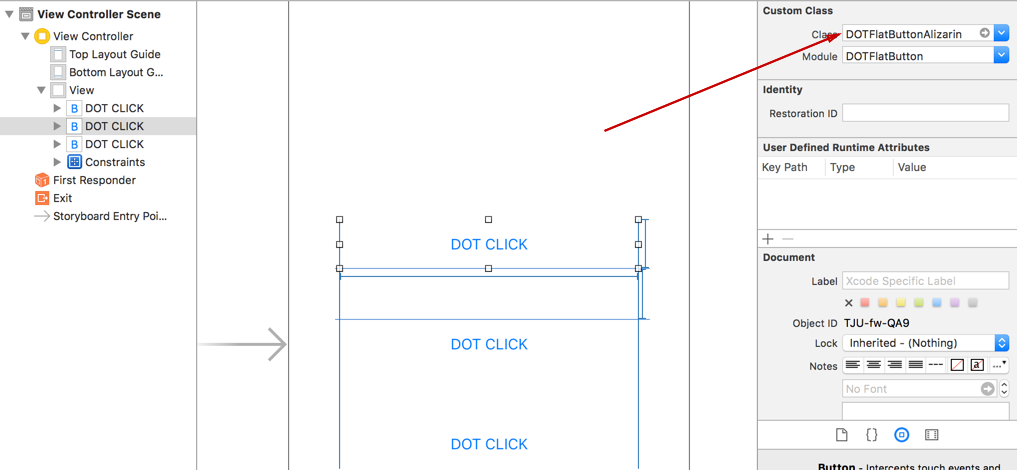 View Controller Scene
View Controller
Top Layout Guide
Bottom Layout G...
View
B DOT CLICK
B DOT CLICK
B DOT CLICK
Constraints
First Responder
Exit
Storyboard Entry Poi...
DOT CLICK
DOT CLICK
DOT CLICK
Custom Class
Class DOTFlatButtonAlizarin
Module DOTFlatButton
Identity
Restoration ID
User Defined Runtime Attributes
Key Path Type Value
Document
Label Xcode Specific Label
Object ID TJU-fw-QA9
Lock Inherited - (Nothing)
Notes
No Font
Button - Intercepts touch events and